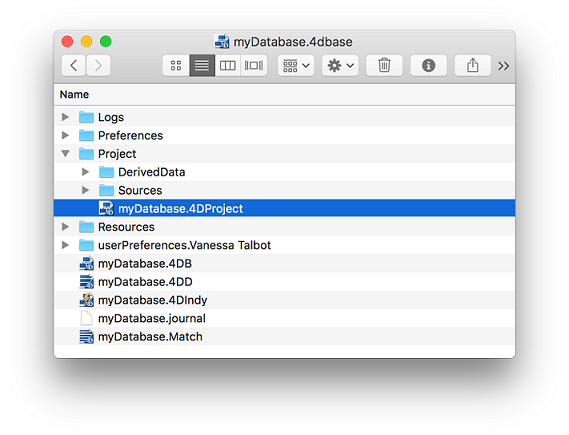 myDatabase.4dbase
Name
Logs
Preferences
Project
DerivedData
Sources
myDatabase.4DProject
Resources
userPreferences.Vanessa Talbot
myDatabase.4DB
myDatabase.4DD
myDatabase.4DIndy
myDatabase.journal
myDatabase.Match